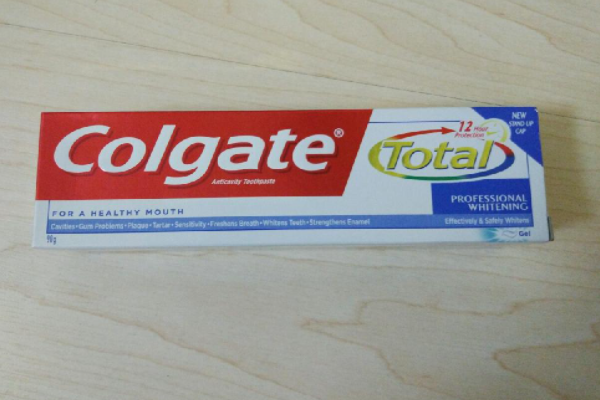 Colgate®
Anticavity Toothpaste
12 Hour
Protection
Total
NEW
STAND-UP
CAP
PROFESSIONAL
WHITENING
FOR A HEALTHY MOUTH
Cavities • Gum Problems • Plaque • Tartar • Sensitivity • Freshens Breath • Whitens Teeth • Strengthens Enamel
Effectively & Safely Whitens
Gel